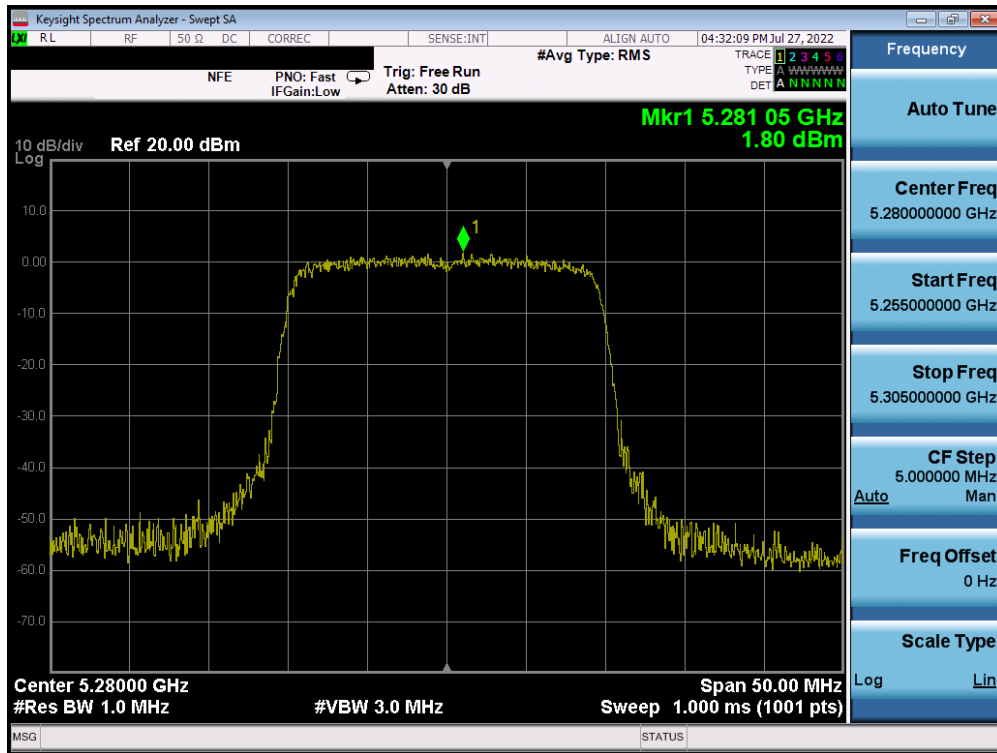 Keysight Spectrum Analyzer - Swept SA
LXI RL RF 50 Ω DC CORREC SENSE:INT ALIGN AUTO 04:32:09 PM Jul 27, 2022
Frequency
#Avg Type: RMS
TRACE 1 2 3 4 5 6
NFE PNO: Fast Trig: Free Run
TYPE A WWWWW
IFGain:Low Atten: 30 dB
DET A N N N N N
Auto Tune
Mkr1 5.281 05 GHz
1.80 dBm
10 dB/div Ref 20.00 dBm
Log
Center Freq
5.280000000 GHz
10.0
1
0.00
Start Freq
5.255000000 GHz
-10.0
-20.0
Stop Freq
5.305000000 GHz
-30.0
-40.0
CF Step
5.000000 MHz
Auto Man
-50.0
Freq Offset
0 Hz
-60.0
-70.0
Scale Type
Log Lin
Center 5.28000 GHz Span 50.00 MHz
#Res BW 1.0 MHz #VBW 3.0 MHz Sweep 1.000 ms (1001 pts)
MSG STATUS